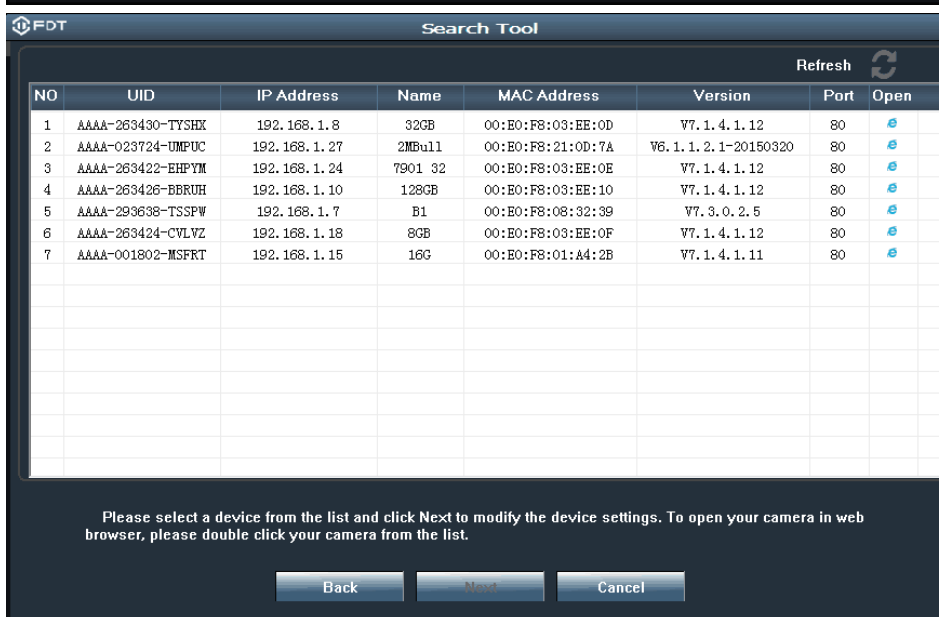 FDT
Search Tool
Refresh
NO UID IP Address Name MAC Address Version Port Open
1 AAAA-263430-TYSHX 192.168.1.8 32GB 00:E0:F8:03:EE:0D V7.1.4.1.12 80
2 AAAA-023724-UMPUC 192.168.1.27 2MBull 00:E0:F8:21:0D:7A V6.1.1.2.1-20150320 80
3 AAAA-263422-EHPYM 192.168.1.24 7901 32 00:E0:F8:03:EE:0E V7.1.4.1.12 80
4 AAAA-263426-BBRUH 192.168.1.10 128GB 00:E0:F8:03:EE:10 V7.1.4.1.12 80
5 AAAA-293638-TSSPW 192.168.1.7 B1 00:E0:F8:08:32:39 V7.3.0.2.5 80
6 AAAA-263424-CVLVZ 192.168.1.18 8GB 00:E0:F8:03:EE:0F V7.1.4.1.12 80
7 AAAA-001802-MSFRT 192.168.1.15 16G 00:E0:F8:01:A4:2B V7.1.4.1.11 80
Please select a device from the list and click Next to modify the device settings. To open your camera in web
browser, please double click your camera from the list.
Back Next Cancel